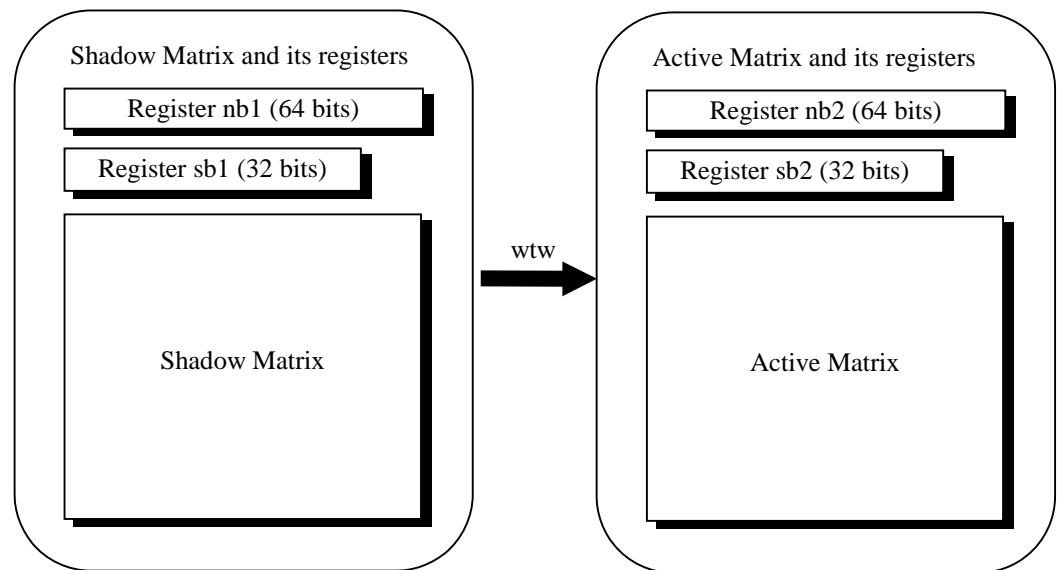 Shadow Matrix and its registers
Register nb1 (64 bits)
Register sb1 (32 bits)
Shadow Matrix
wtw
Active Matrix and its registers
Register nb2 (64 bits)
Register sb2 (32 bits)
Active Matrix